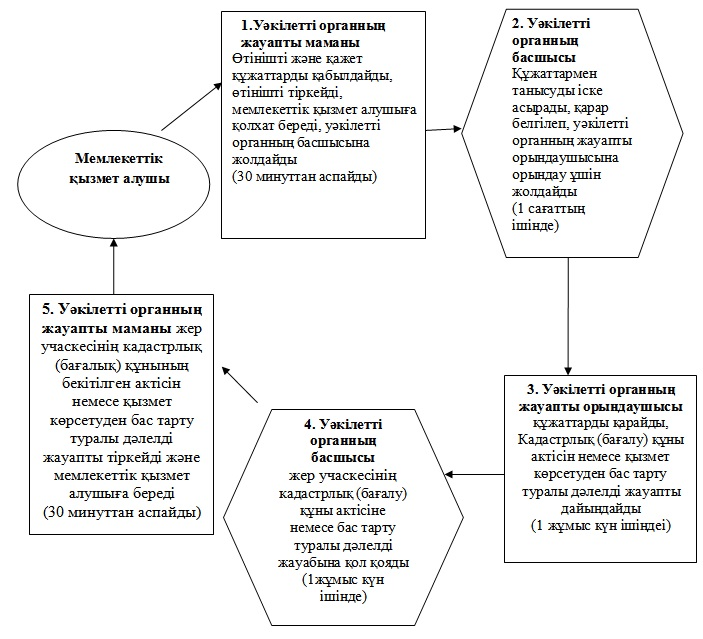 Мемлекеттік
қызмет алушы
1.Уәкілетті органның
жауапты маманы
Өтінішті және қажет
құжаттарды қабылдайды,
өтінішті тіркейді,
мемлекеттік қызмет алушыға
қолхат береді, уәкілетті
органның басшысына
жолдайды
(30 минуттан аспайды)
2. Уәкілетті
органның
басшысы
Құжаттармен
танысуды іске
асырады, қарар
белгілеп, уәкілетті
органның жауапты
орындаушысына
орындау үшін
жолдайды
(1 сағаттың
ішінде)
3. Уәкілетті органның
жауапты орындаушысы
құжаттарды қарайды,
Кадастрлық (бағалу) құны
актісін немесе қызмет
көрсетуден бас тарту
туралы дәлелді жауапты
дайындайды
(1 жұмыс күн ішіндеі)
4. Уәкілетті
органның
басшысы
жер учаскесінің
кадастрлық (бағалу)
құны актісіне
немесе бас тарту
туралы дәлелді
жауабына қол қояды
(1жұмыс күн
ішінде)
5. Уәкілетті органның
жауапты маманы жер
учаскесінің кадастрлық
(бағалық) құнының
бекітілген актісін
немесе қызмет
көрсетуден бас тарту
туралы дәлелді
жауапты тіркейді және
мемлекеттік қызмет
алушыға береді
(30 минуттан аспайды)